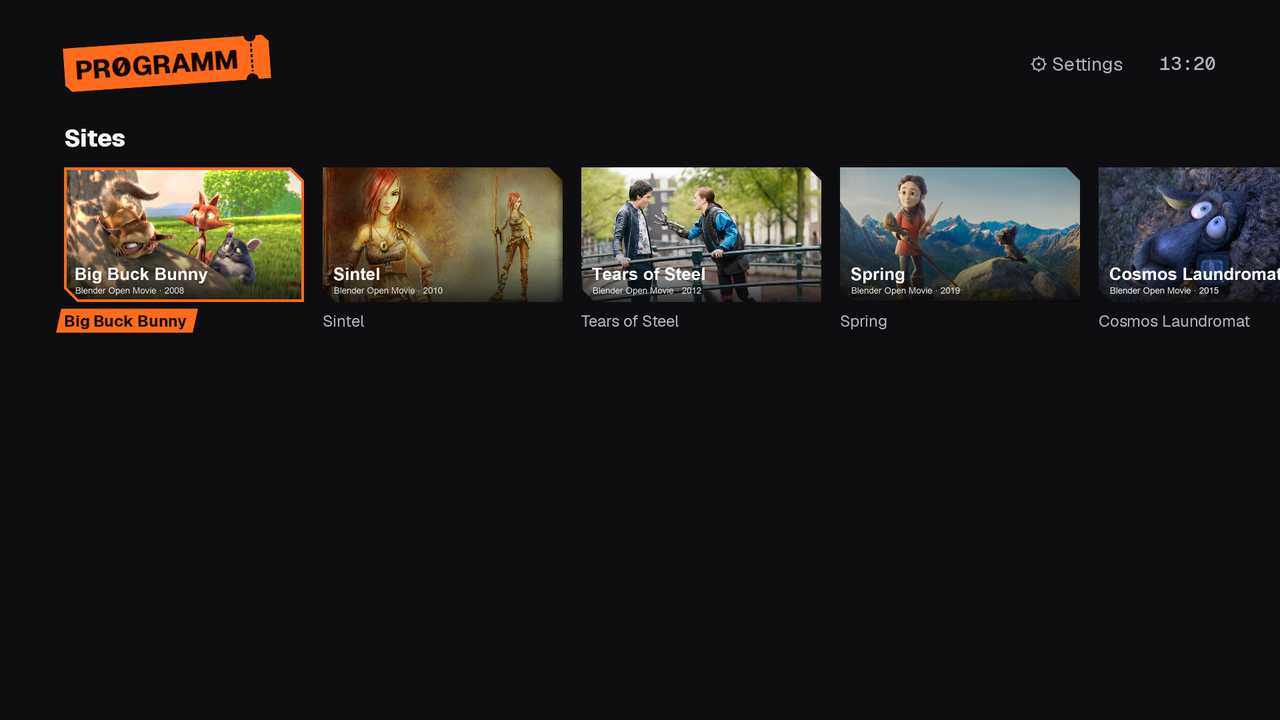 PRØGRAMM
Settings
13:20
Sites
Big Buck Bunny
Blender Open Movie · 2008
Sintel
Blender Open Movie · 2010
Tears of Steel
Blender Open Movie · 2012
Spring
Blender Open Movie · 2019
Cosmos Laundromat
Blender Open Movie · 2015
Big Buck Bunny
Sintel
Tears of Steel
Spring
Cosmos Laundromat